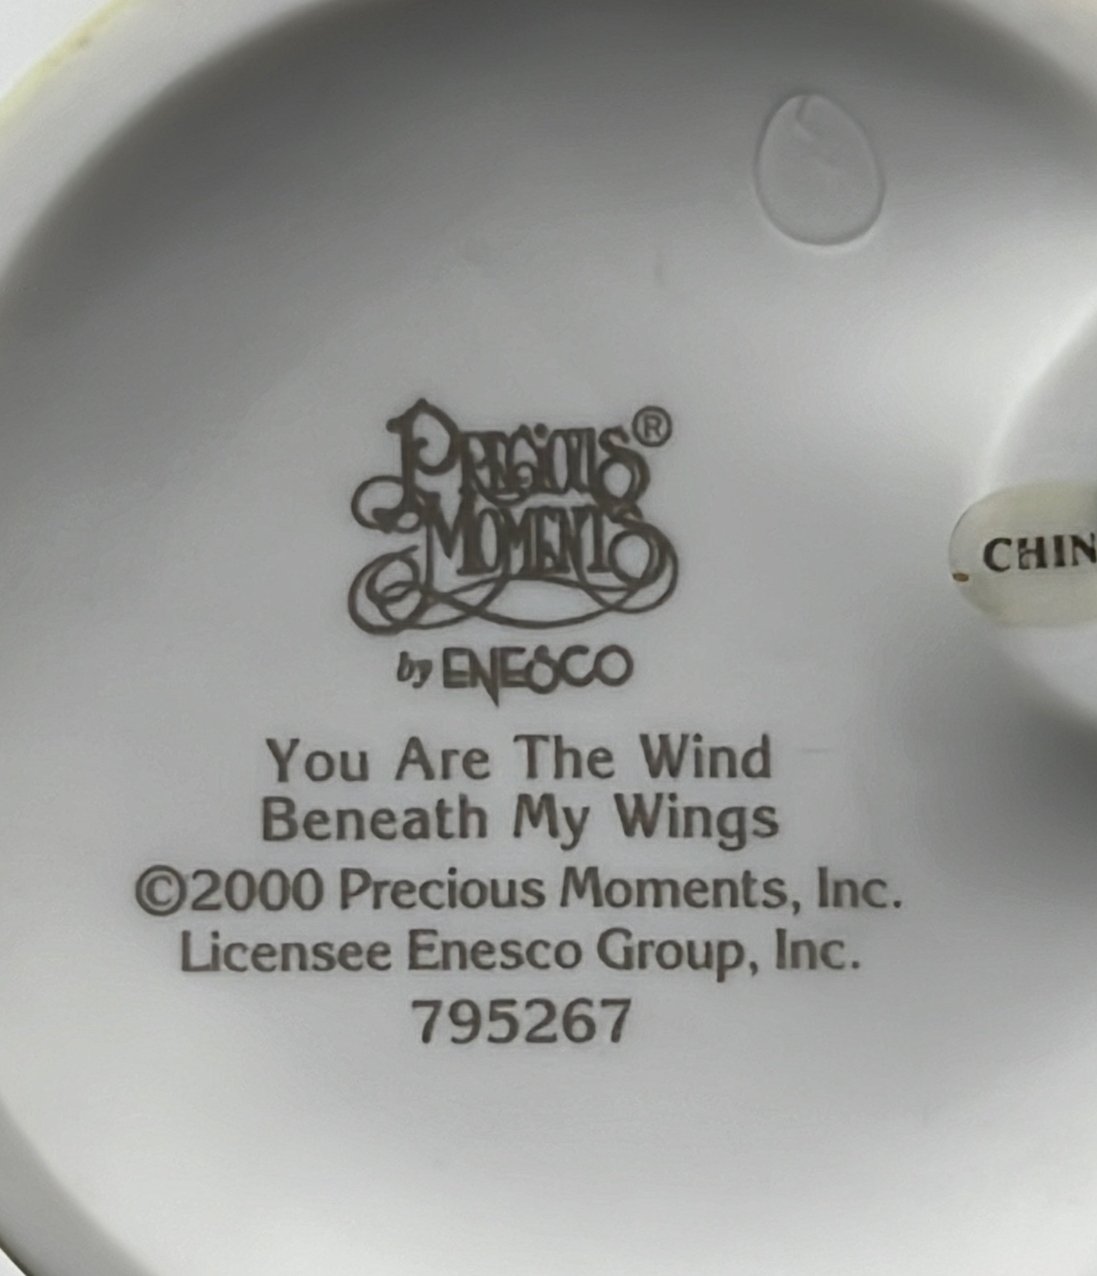 PRECIOUS®
MOMENTS
by ENESCO
You Are The Wind
Beneath My Wings
©2000 Precious Moments, Inc.
Licensee Enesco Group, Inc.
795267
CHIN